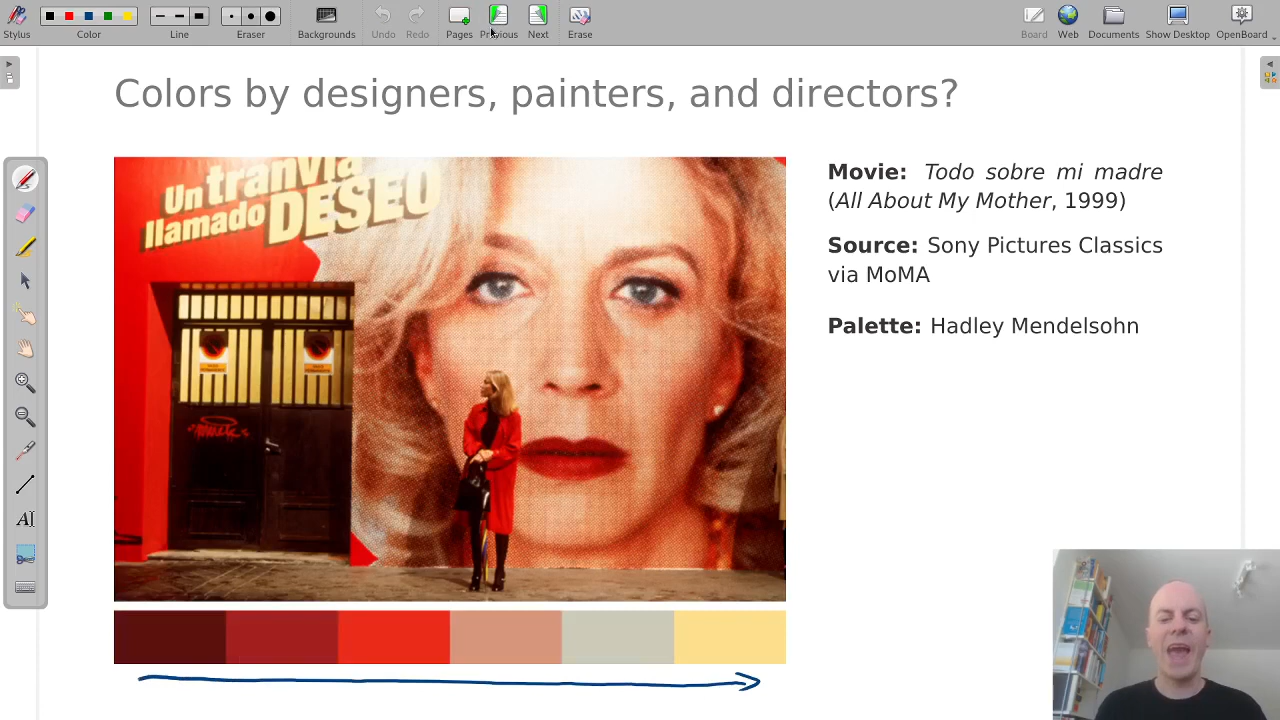 Stylus
Color
Line
Eraser
Backgrounds
Undo
Redo
Pages
Previous
Next
Erase
Board
Web
Documents
Show Desktop
OpenBoard
Colors by designers, painters, and directors?
Un tranvía
llamado DESEO
Movie: Todo sobre mi madre
(All About My Mother, 1999)
Source: Sony Pictures Classics
via MoMA
Palette: Hadley Mendelsohn